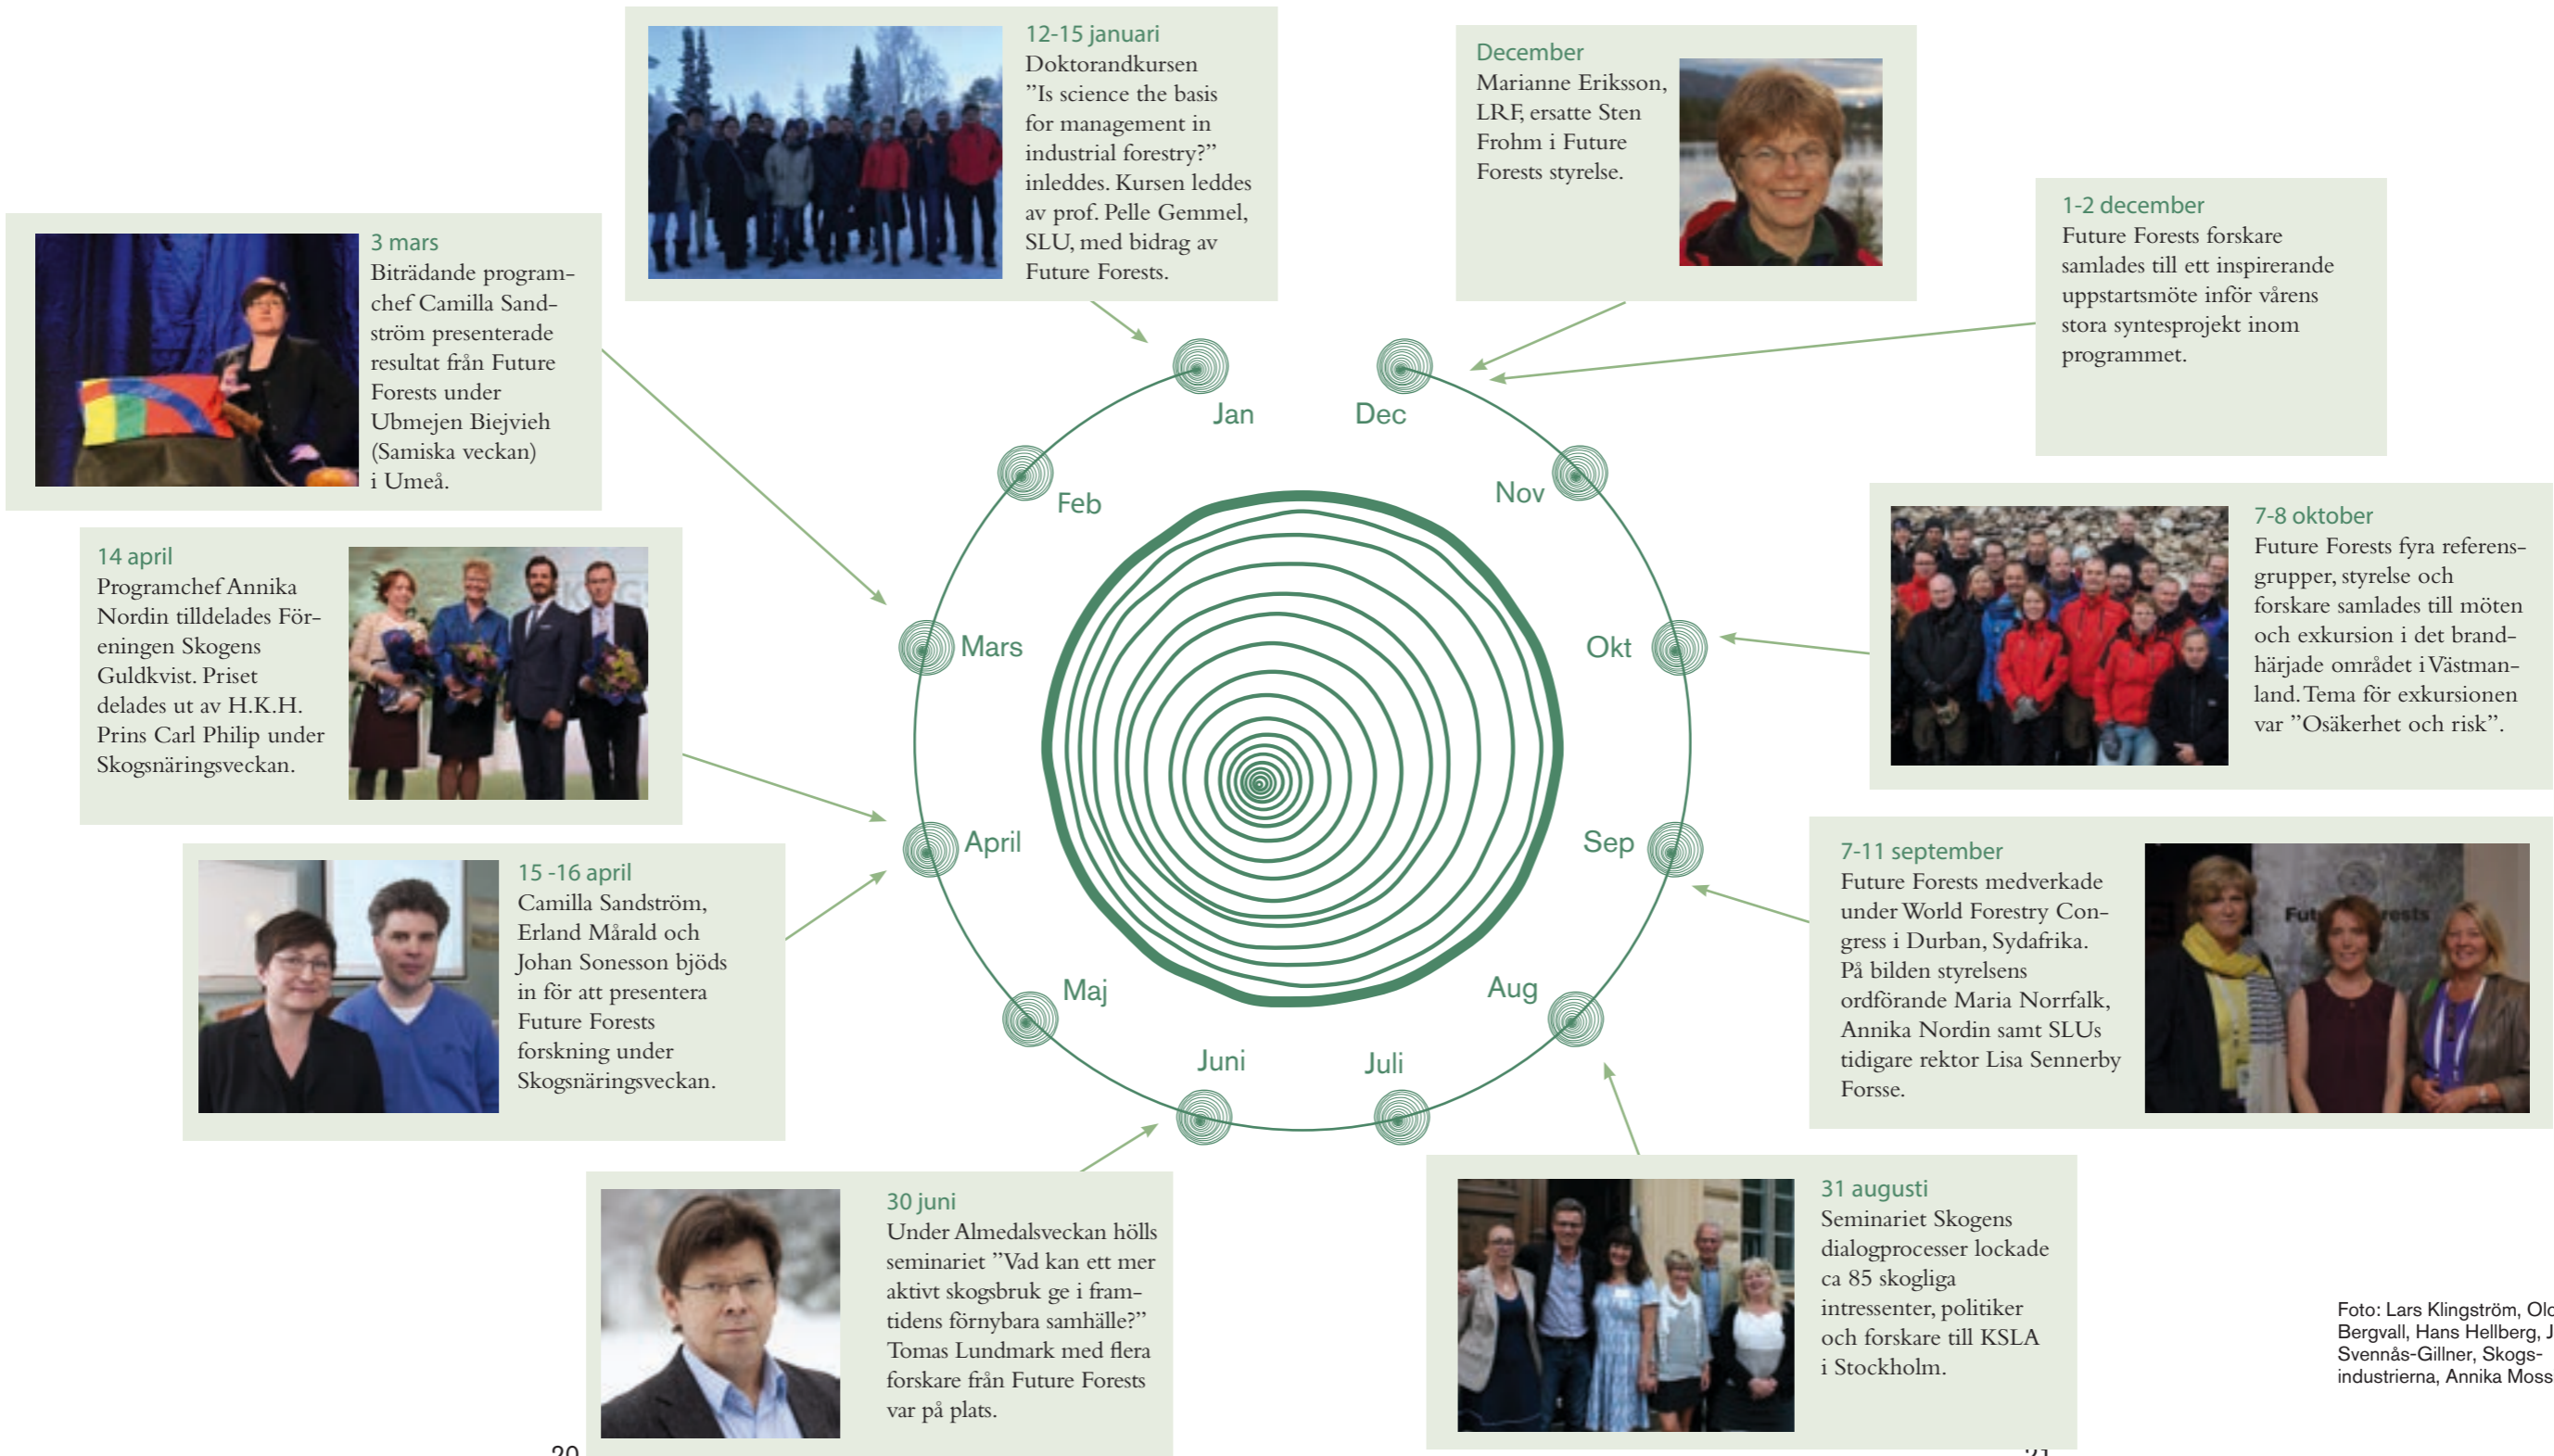 12-15 januari
Doktorandkursen
”Is science the basis
for management in
industrial forestry?”
inleddes. Kursen leddes
av prof. Pelle Gemmel,
SLU, med bidrag av
Future Forests.
3 mars
Biträdande program-
chef Camilla Sand-
ström presenterade
resultat från Future
Forests under
Ubmejen Biejvieh
(Samiska veckan)
i Umeå.
14 april
Programchef Annika
Nordin tilldelades För-
eningen Skogens
Guldkvist. Priset
delades ut av H.K.H.
Prins Carl Philip under
Skogsnäringsveckan.
15 -16 april
Camilla Sandström,
Erland Mårald och
Johan Sonesson bjöds
in för att presentera
Future Forests
forskning under
Skogsnäringsveckan.
30 juni
Under Almedalsveckan hölls
seminariet ”Vad kan ett mer
aktivt skogsbruk ge i fram-
tidens förnybara samhälle?”
Tomas Lundmark med flera
forskare från Future Forests
var på plats.
Jan
Feb
Mars
April
Maj
Juni
Juli
Aug
Sep
Okt
Nov
Dec
December
Marianne Eriksson,
LRF, ersatte Sten
Frohm i Future
Forests styrelse.
1-2 december
Future Forests forskare
samlades till ett inspirerande
uppstartsmöte inför vårens
stora syntesprojekt inom
programmet.
7-8 oktober
Future Forests fyra referens-
grupper, styrelse och
forskare samlades till möten
och exkursion i det brand-
härjade området i Västman-
land. Tema för exkursionen
var ”Osäkerhet och risk”.
7-11 september
Future Forests medverkade
under World Forestry Con-
gress i Durban, Sydafrika.
På bilden styrelsens
ordförande Maria Norrfalk,
Annika Nordin samt SLUs
tidigare rektor Lisa Sennerby
Forsse.
31 augusti
Seminariet Skogens
dialogprocesser lockade
ca 85 skogliga
intressenter, politiker
och forskare till KSLA
i Stockholm.
Foto: Lars Klingström,
Bergvall, Hans Hellberg,
Svennås-Gillner, Skogs-
industrierna, Annika
20
21